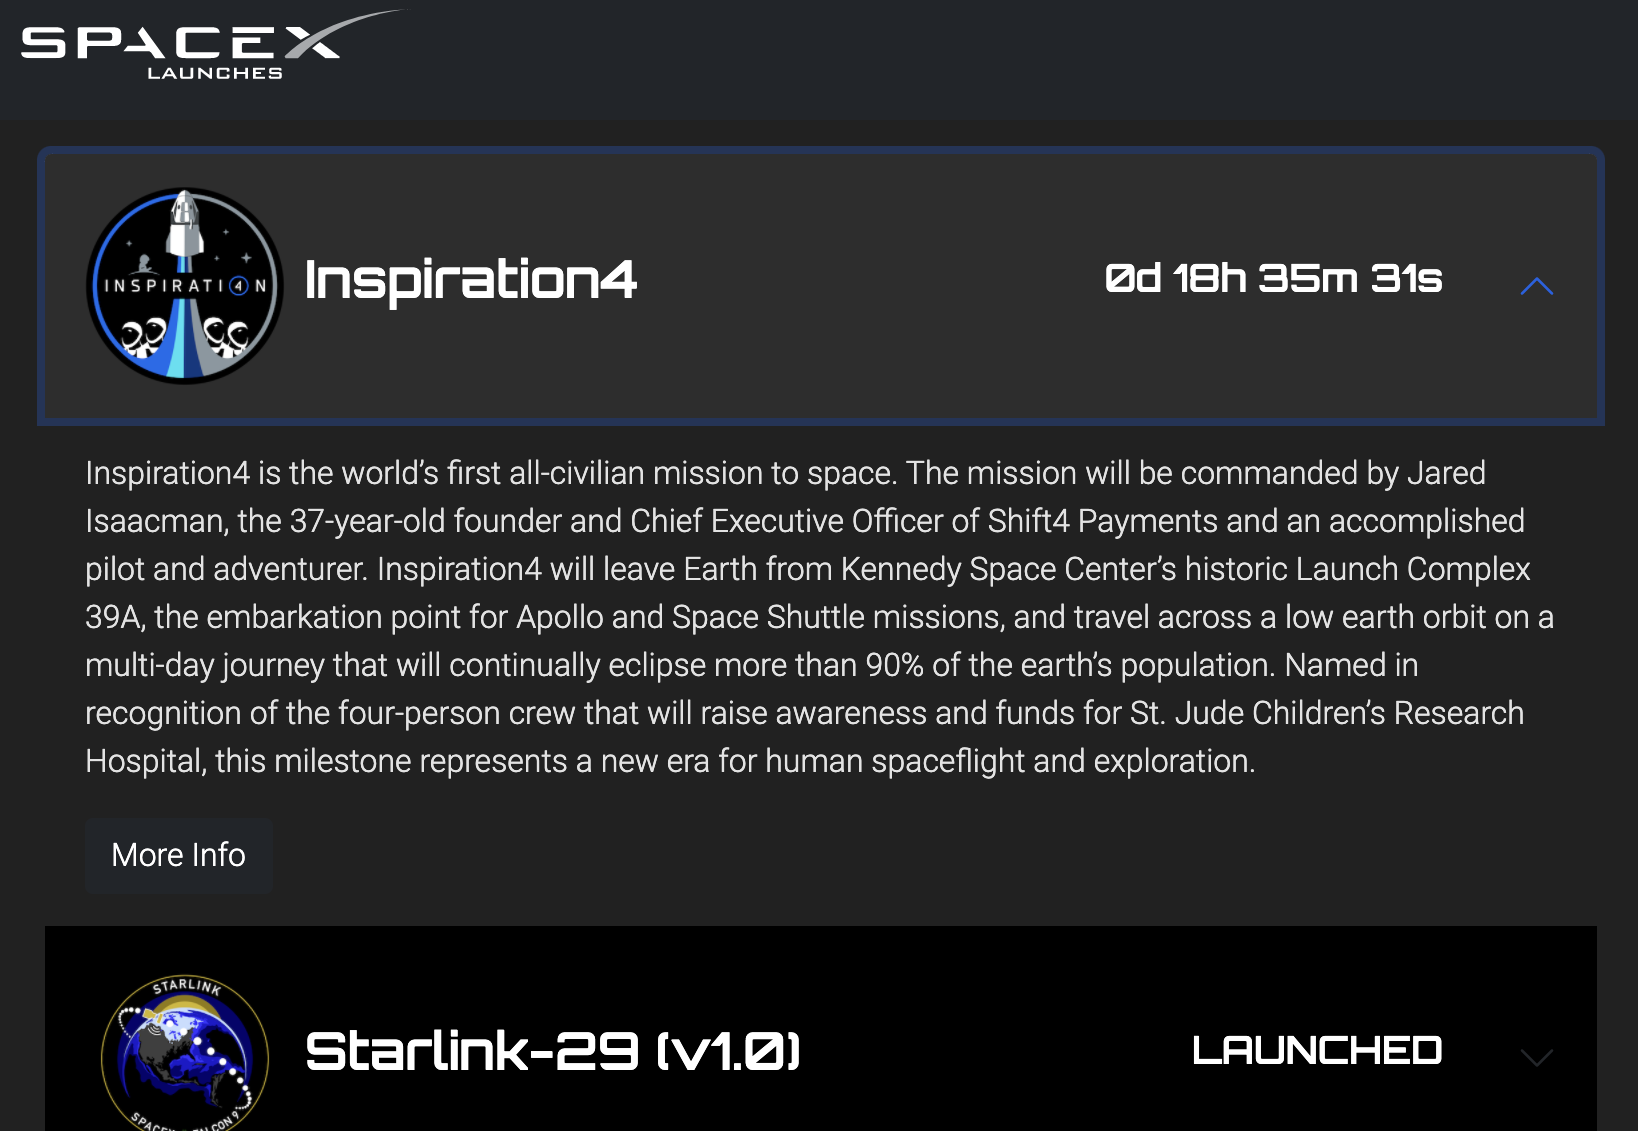 SPACEX
LAUNCHES
INSPIRATI4N
Inspiration4
0d 18h 35m 31s
Inspiration4 is the world’s first all-civilian mission to space. The mission will be commanded by Jared
Isaacman, the 37-year-old founder and Chief Executive Officer of Shift4 Payments and an accomplished
pilot and adventurer. Inspiration4 will leave Earth from Kennedy Space Center’s historic Launch Complex
39A, the embarkation point for Apollo and Space Shuttle missions, and travel across a low earth orbit on a
multi-day journey that will continually eclipse more than 90% of the earth’s population. Named in
recognition of the four-person crew that will raise awareness and funds for St. Jude Children’s Research
Hospital, this milestone represents a new era for human spaceflight and exploration.
More Info
STARLINK
Starlink-29 (v1.0)
LAUNCHED